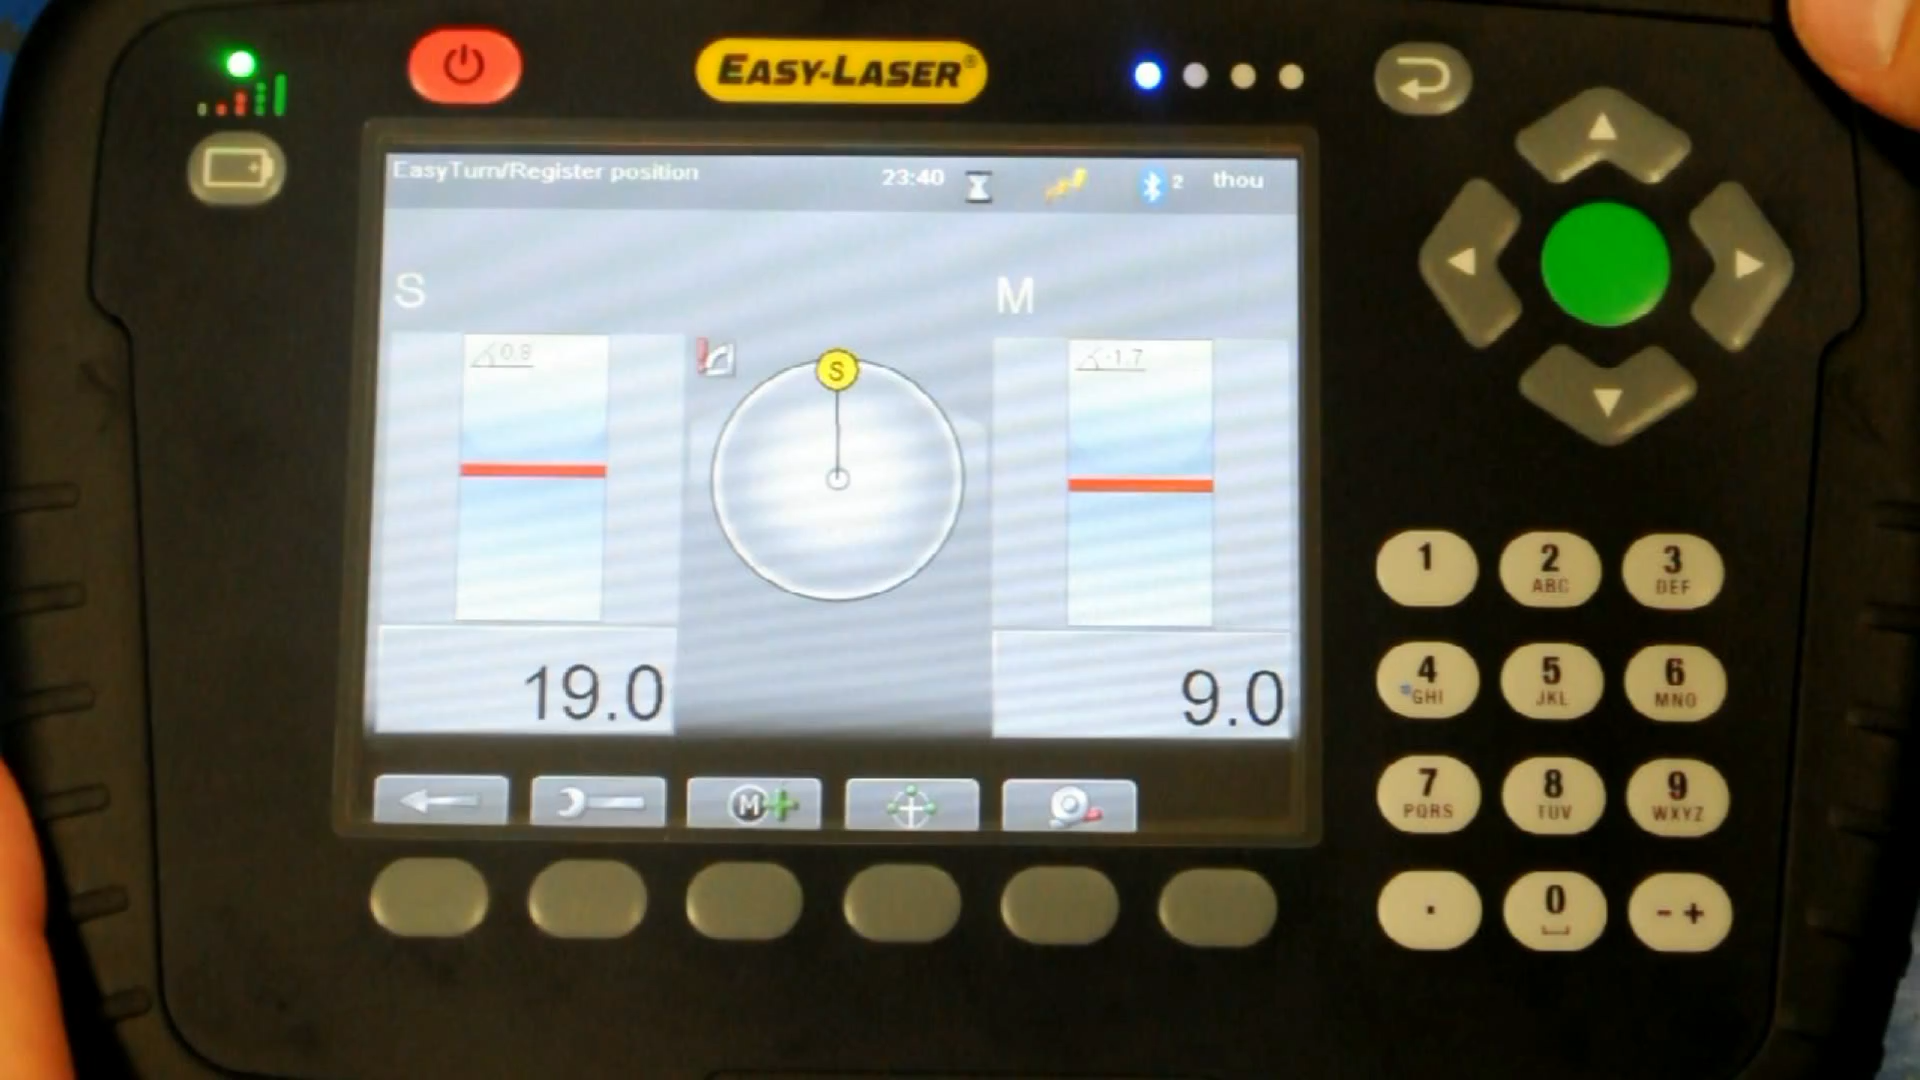 EASY-LASER®
EasyTurn/Register position 23:40 2 thou
S M
0.8 S -1.7
19.0 9.0
M
1 2 ABC 3 DEF
4 GHI 5 JKL 6 MNO
7 PQRS 8 TUV 9 WXYZ
. 0 - +